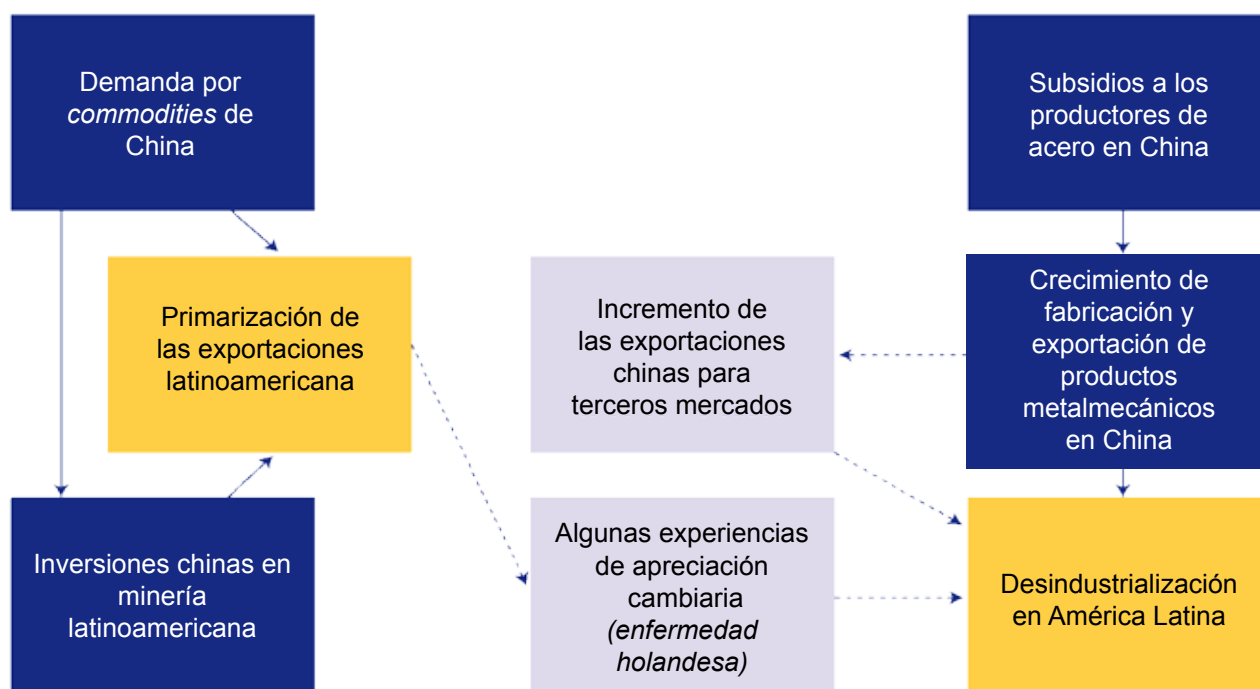 Demanda por
commodities de
China
Subsidios a los
productores de
acero en China
Primarización de
las exportaciones
latinoamericana
Incremento de
las exportaciones
chinas para
terceros mercados
Crecimiento de
fabricación y
exportación de
productos
metalmecánicos
en China
Inversiones chinas en
minería
latinoamericana
Algunas experiencias
de apreciación
cambiaria
(enfermedad
holandesa)
Desindustrialización
en América Latina